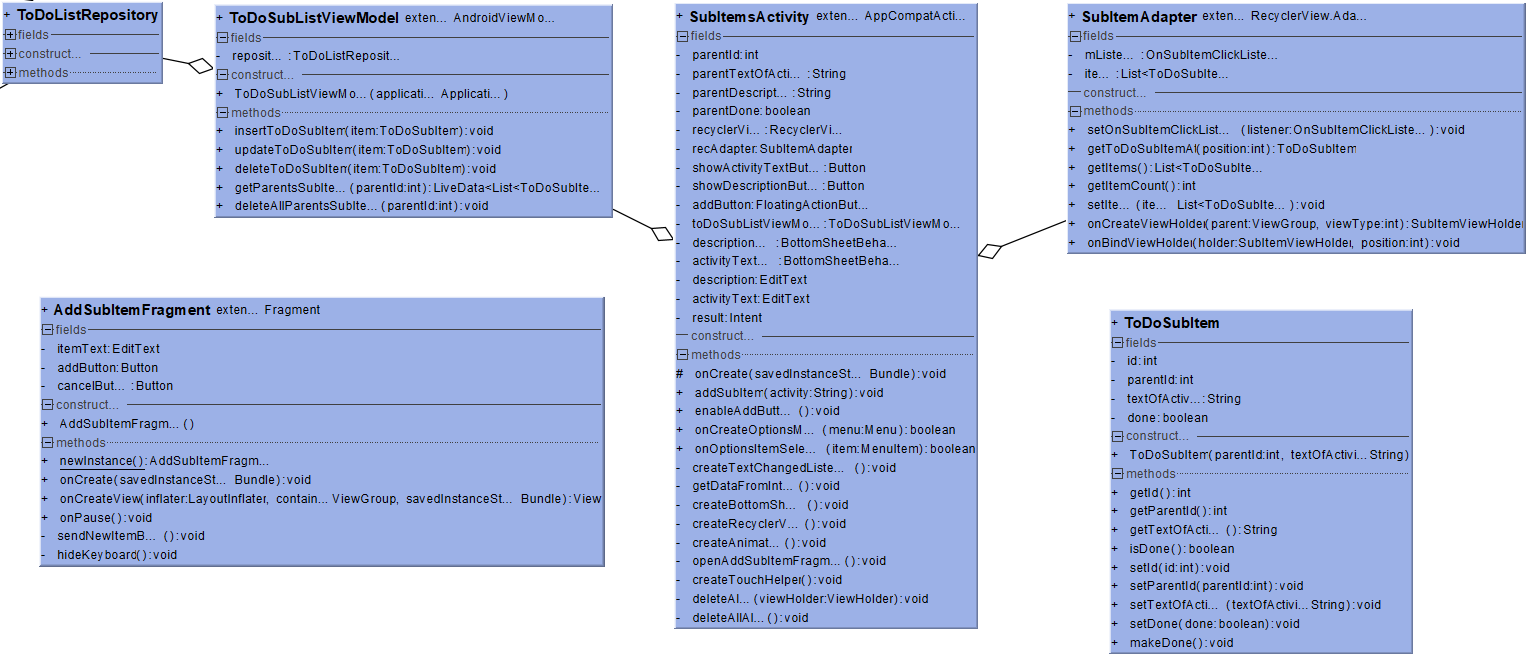 + ToDoListRepository
fields
construct...
methods
+ ToDoSubListViewModel exten... AndroidViewMo...
fields
- reposit... :ToDoListReposit...
construct...
+ ToDoSubListViewMo...(applicati... Applicati...)
methods
+ insertToDoSubItem(item:ToDoSubItem):void
+ updateToDoSubItem(item:ToDoSubItem):void
+ deleteToDoSubItem(item:ToDoSubItem):void
+ getParentsSubIte...(parentId:int):LiveData<List<ToDoSubIte...
+ deleteAllParentsSubIte...(parentId:int):void
+ SubItemsActivity exten... AppCompatActi...
fields
- parentId:int
- parentTextOfActi... :String
- parentDescript... :String
- parentDone:boolean
- recyclerVi... :RecyclerVi...
- recAdapter:SubItemAdapter
- showActivityTextBut... :Button
- showDescriptionBut... :Button
- addButton:FloatingActionBut...
- toDoSubListViewMo... :ToDoSubListViewMo...
- description... :BottomSheetBeha...
- activityText... :BottomSheetBeha...
- description:EditText
- activityText:EditText
- result:Intent
construct...
methods
# onCreate(savedInstanceSt... Bundle):void
+ addSubItem(activity:String):void
+ enableAddButt... ():void
+ onCreateOptionsM... (menu:Menu):boolean
+ onOptionsItemSele... (item:MenuItem):boolean
- createTextChangedListe... ():void
- getDataFromInt... ():void
- createBottomSh... ():void
- createRecyclerV... ():void
- createAnimat... ():void
- openAddSubItemFragm... ():void
- createTouchHelper():void
- deleteAl... (viewHolder:ViewHolder):void
- deleteAllAl... ():void
+ SubItemAdapter exten... RecyclerView.Ada...
fields
- mListe... :OnSubItemClickListe...
- ite... :List<ToDoSubIte...
construct...
methods
+ setOnSubItemClickList... (listener:OnSubItemClickListe... ):void
+ getToDoSubItemAt(position:int):ToDoSubItem
+ getItems():List<ToDoSubIte...
+ getItemCount():int
+ setIte... (ite... List<ToDoSubIte... ):void
+ onCreateViewHolder(parent:ViewGroup, viewType:int):SubItemViewHolder
+ onBindViewHolder(holder:SubItemViewHolder, position:int):void
+ AddSubItemFragment exten... Fragment
fields
- itemText:EditText
- addButton:Button
- cancelBut... :Button
construct...
+ AddSubItemFragm... ()
methods
+ newInstance():AddSubItemFragm...
+ onCreate(savedInstanceSt... Bundle):void
+ onCreateView(inflater:LayoutInflater, contain... ViewGroup, savedInstanceSt... Bundle):View
+ onPause():void
- sendNewItemB... ():void
- hideKeyboard():void
+ ToDoSubItem
fields
- id:int
- parentId:int
- textOfActiv... :String
- done:boolean
construct...
+ ToDoSubItem(parentId:int, textOfActivi... String)
methods
+ getId():int
+ getParentId():int
+ getTextOfActi... ():String
+ isDone():boolean
+ setId(id:int):void
+ setParentId(parentId:int):void
+ setTextOfActi... (textOfActivi... String):void
+ setDone(done:boolean):void
+ makeDone():void